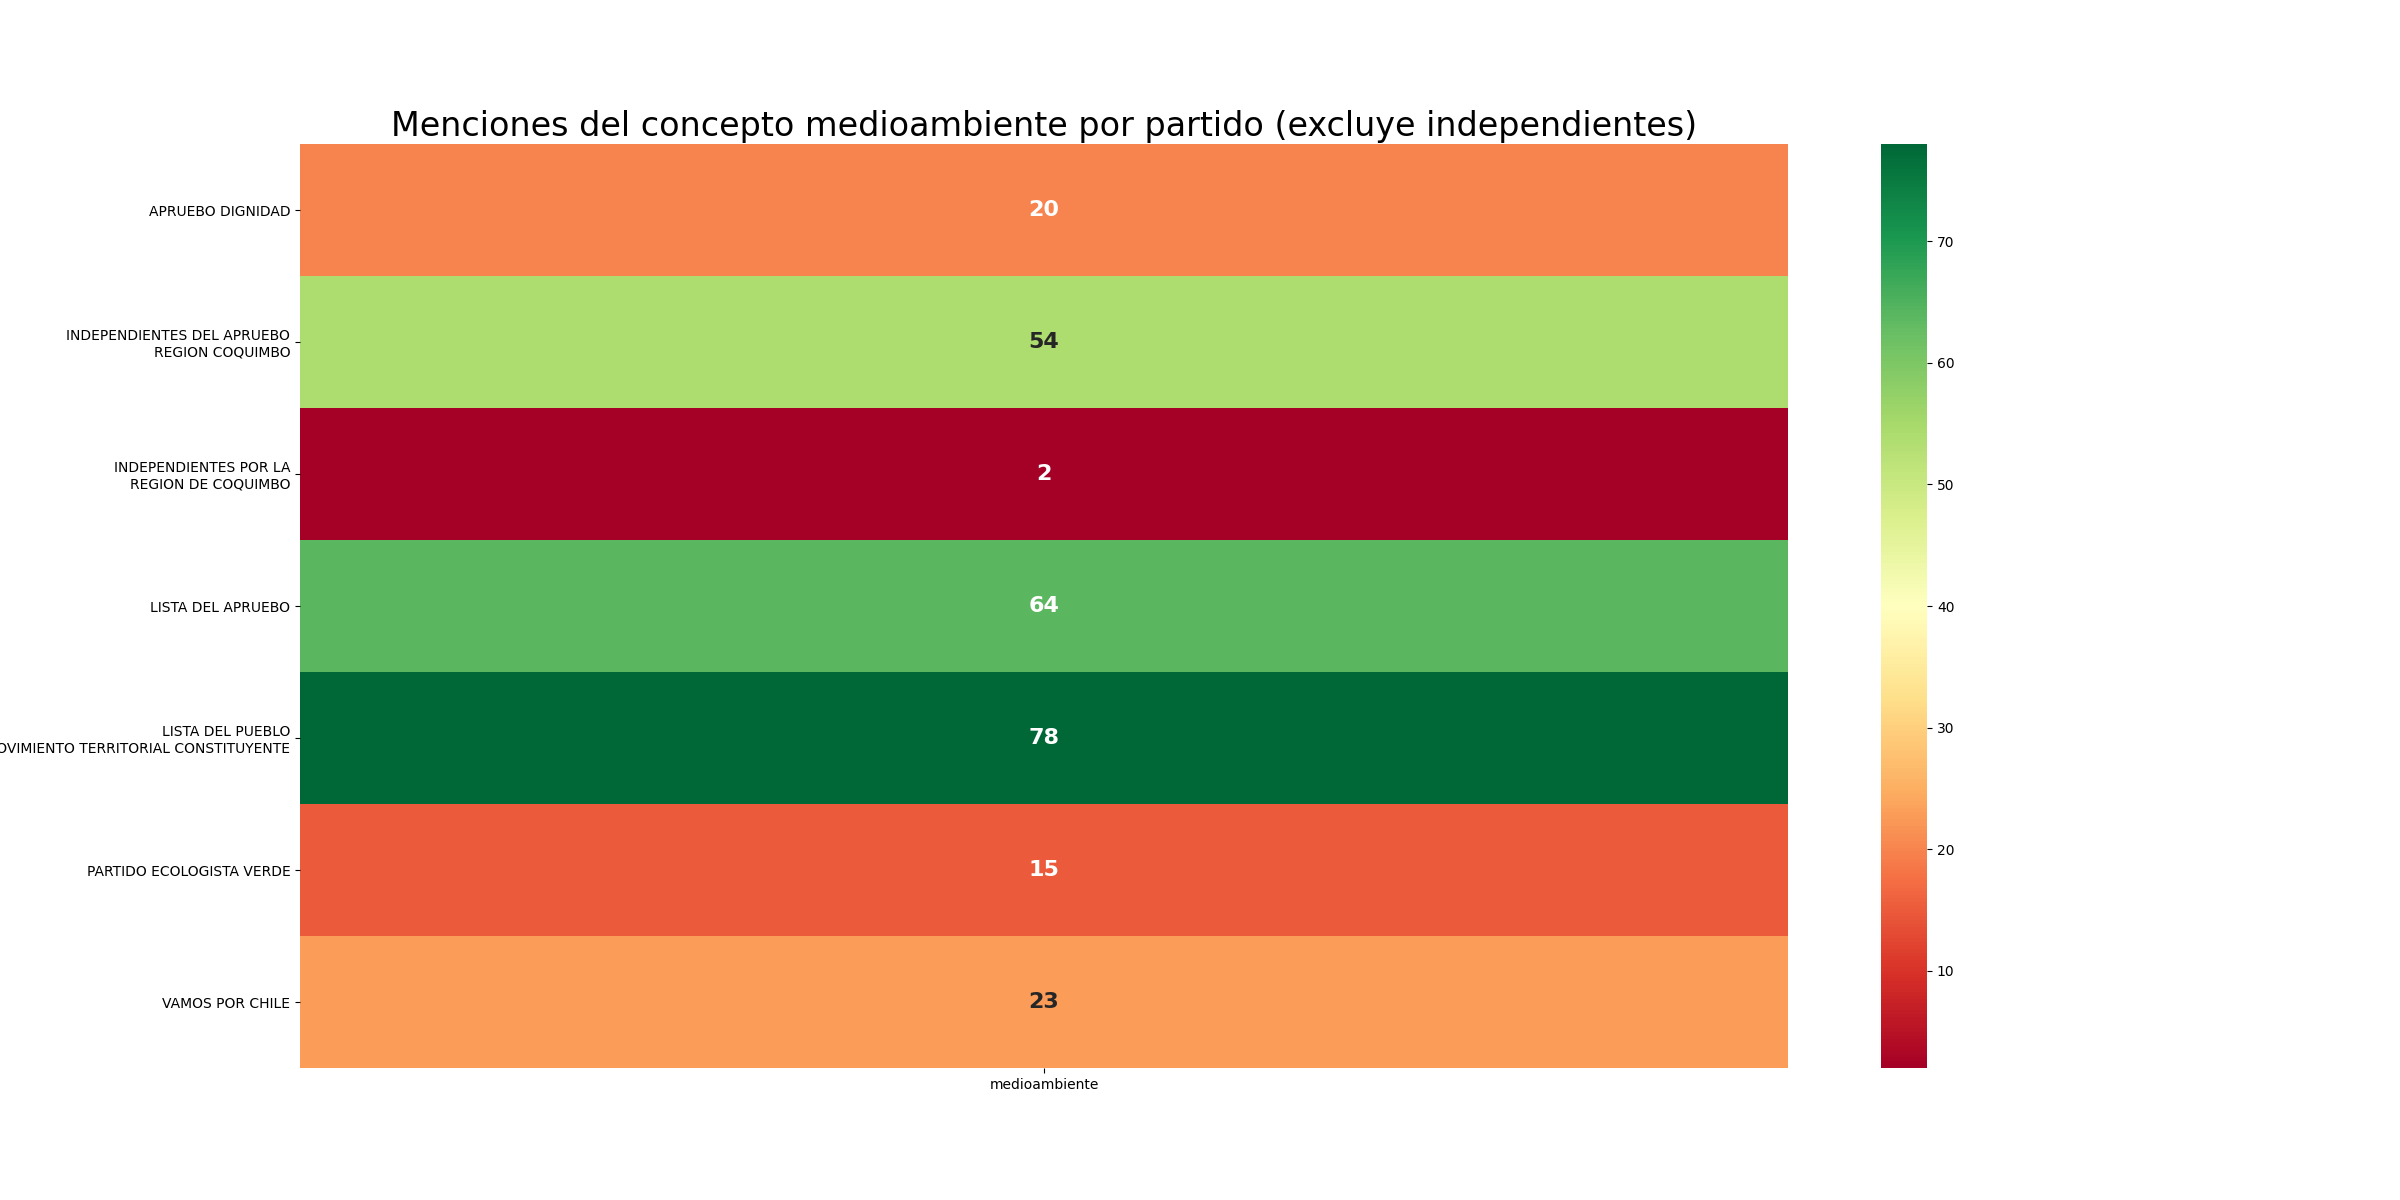 Menciones del concepto medioambiente por partido (excluye independientes)
APRUEBO DIGNIDAD
20
INDEPENDIENTES DEL APRUEBO
REGION COQUIMBO
54
INDEPENDIENTES POR LA
REGION DE COQUIMBO
2
LISTA DEL APRUEBO
64
LISTA DEL PUEBLO
TERRITORIAL CONSTITUYENTE
78
PARTIDO ECOLOGISTA VERDE
15
VAMOS POR CHILE
23
medioambiente
70
60
50
40
30
20
10